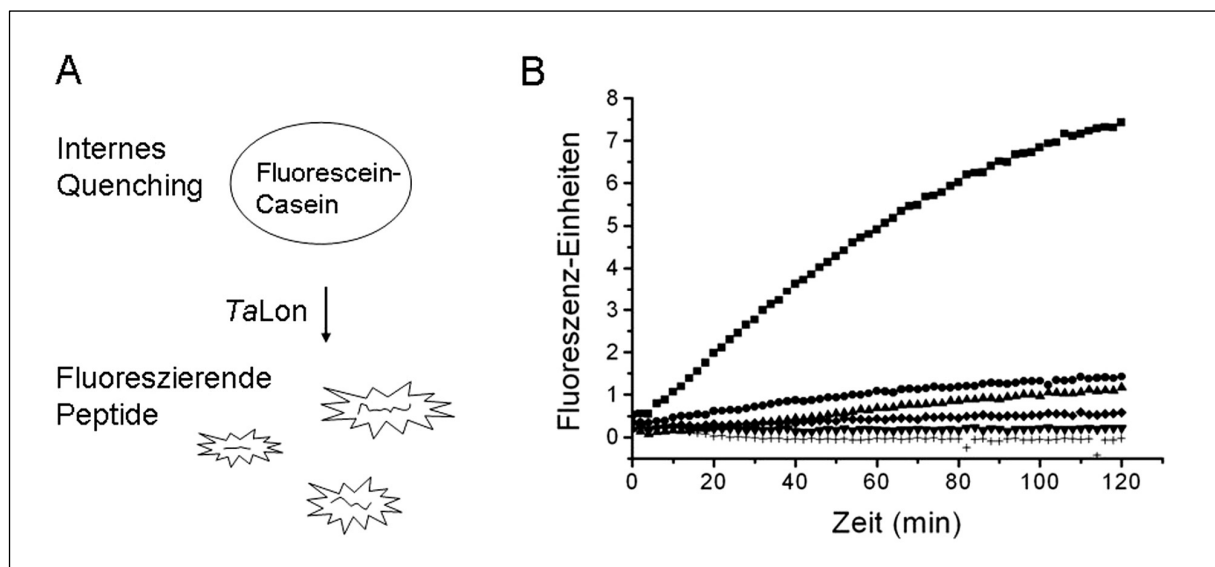 A
Internes
Quenching
Fluorescein-
Casein
TaLon
Fluoreszierende
Peptide
B
Fluoreszenz-Einheiten
8
7
6
5
4
3
2
1
0
0 20 40 60 80 100 120
Zeit (min)